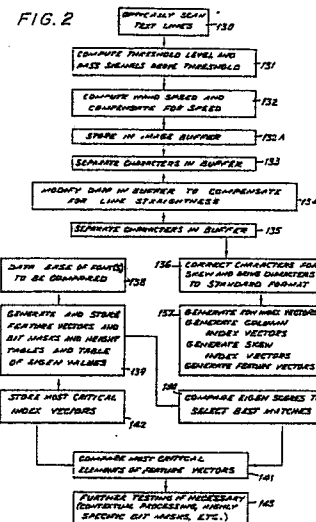 FIG. 2
OPTICALLY SCAN
TEXT LINES
130
COMPUTE THRESHOLD LEVEL AND
PASS SIGNALS ABOVE THRESHOLD
131
COMPUTE HAND SPEED AND
COMPENSATE FOR SPEED
132
STORE IN IMAGE BUFFER
132A
SEPARATE CHARACTERS IN BUFFER
133
MODIFY DATA IN BUFFER TO COMPENSATE
FOR LINE STRAIGHTNESS
134
SEPARATE CHARACTERS IN BUFFER
135
DATA BASE OF FONT(S)
TO BE COMPARED
138
136
CORRECT CHARACTERS FOR
SKEW AND DRIVE CHARACTERS
TO STANDARD FORMAT
GENERATE AND STORE
FEATURE VECTORS AND
BIT MASKS AND HEIGHT
TABLES AND TABLE
OF EIGEN VALUES
139
137
GENERATE ROW INDEX VECTORS
GENERATE COLUMN
INDEX VECTORS
GENERATE SKEW
INDEX VECTORS
GENERATE FEATURE VECTORS
STORE MOST CRITICAL
INDEX VECTORS
142
COMPARE EIGEN SCORES TO
SELECT BEST MATCHES
COMPARE MOST CRITICAL
ELEMENTS OF FEATURE VECTORS
141
FURTHER TESTING IF NECESSARY
(CONTEXTUAL PROCESSING, HIGHLY
SPECIFIC BIT MASKS, ETC.)
143